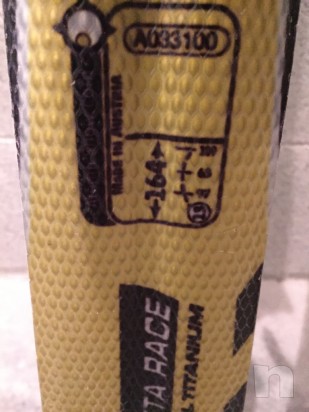 A033100
MADE IN AUSTRIA
164
TA RACE
L TITANIUM
n